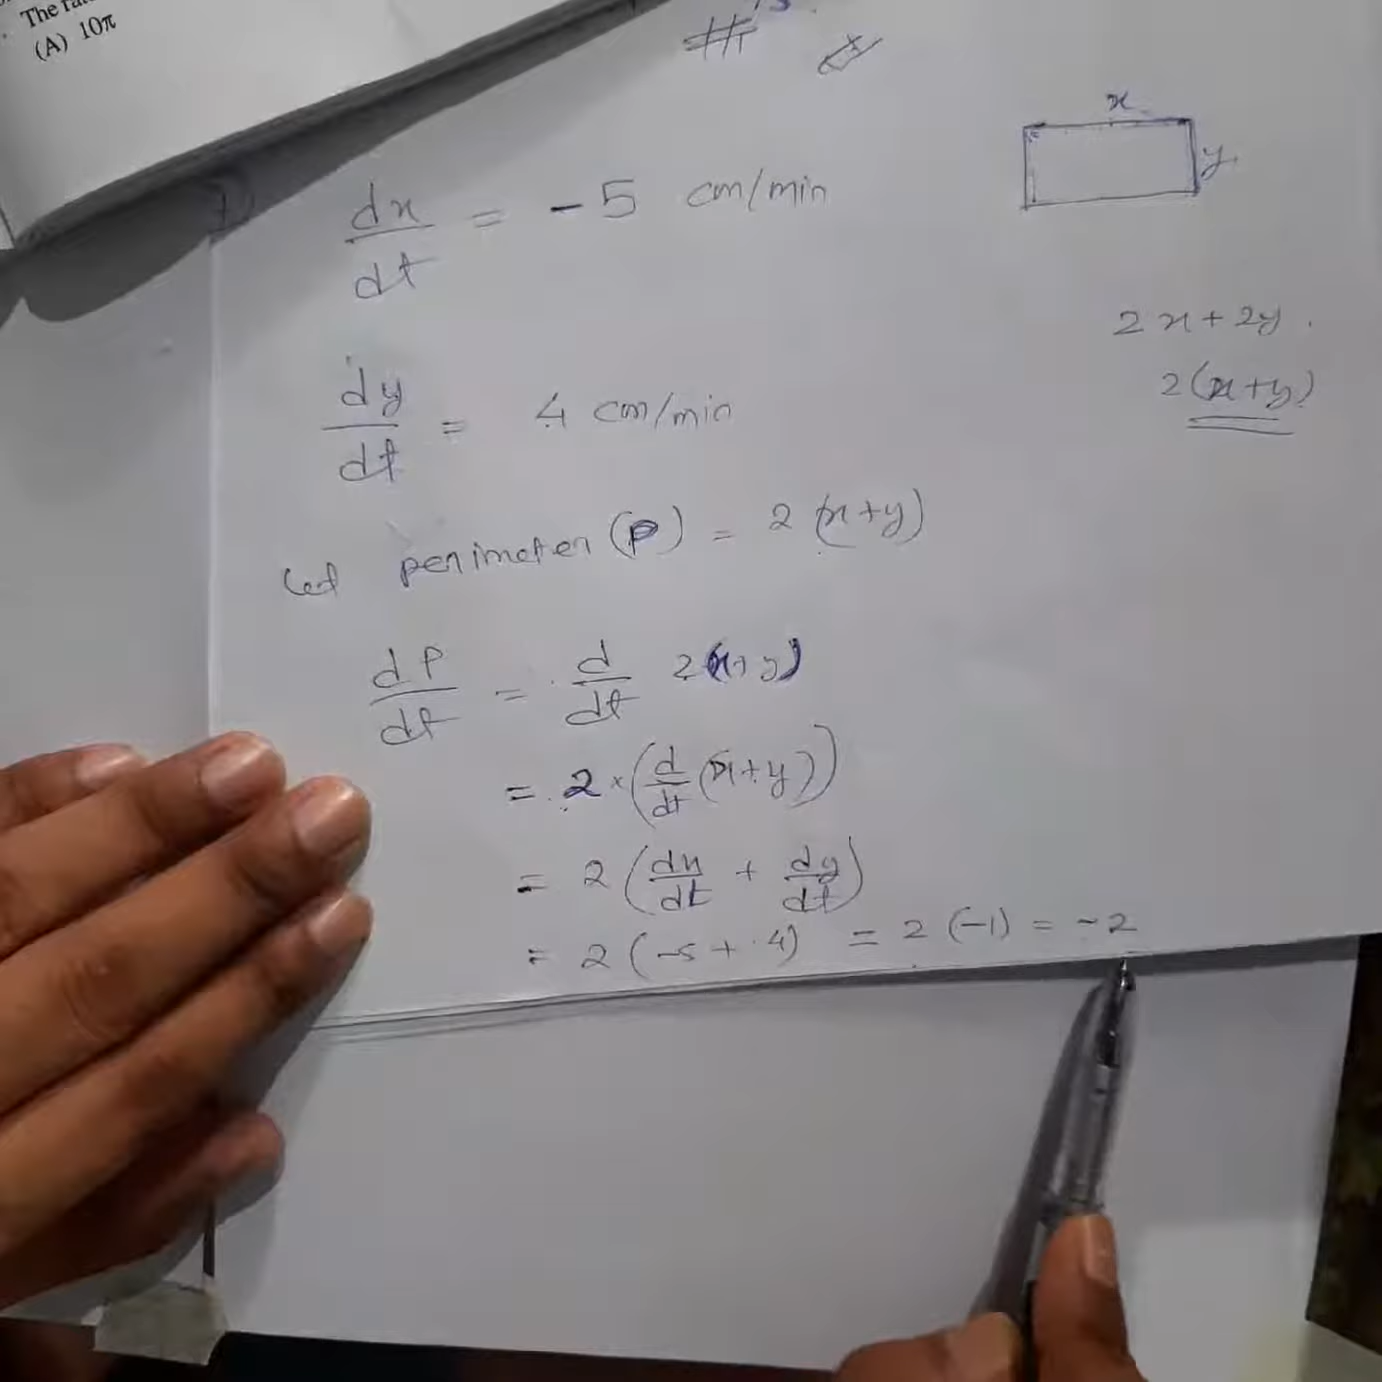 The
(A) 10π
x
y
dx/dt = -5 cm/min
2x + 2y
2(x+y)
dy/dt = 4 cm/min
Let perimeter (P) = 2(x+y)
dP/dt = d/dt 2(x+y)
= 2 × (d/dt (x+y))
= 2 (dx/dt + dy/dt)
= 2 (-5 + 4) = 2 (-1) = -2